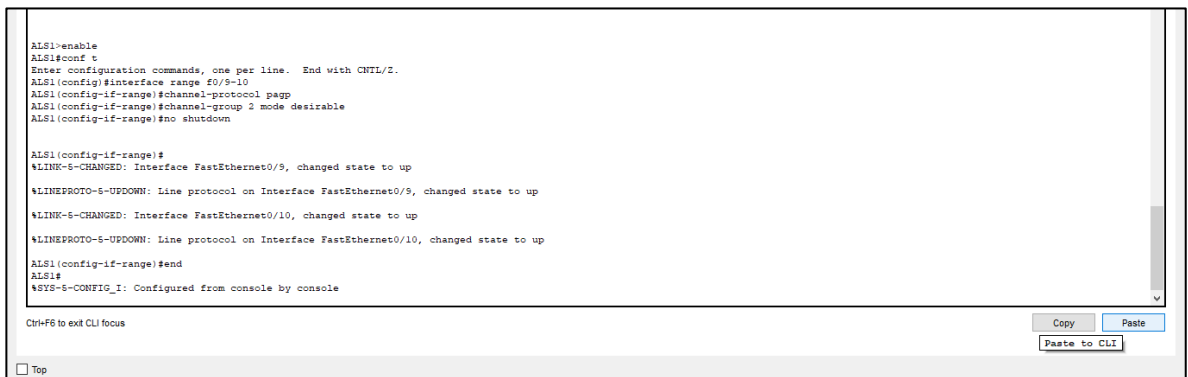 ALS1>enable
ALS1#conf t
Enter configuration commands, one per line.  End with CNTL/Z.
ALS1(config)#interface range f0/9-10
ALS1(config-if-range)#channel-protocol pagp
ALS1(config-if-range)#channel-group 2 mode desirable
ALS1(config-if-range)#no shutdown
ALS1(config-if-range)#
%LINK-5-CHANGED: Interface FastEthernet0/9, changed state to up
%LINEPROTO-5-UPDOWN: Line protocol on Interface FastEthernet0/9, changed state to up
%LINK-5-CHANGED: Interface FastEthernet0/10, changed state to up
%LINEPROTO-5-UPDOWN: Line protocol on Interface FastEthernet0/10, changed state to up
ALS1(config-if-range)#end
ALS1#
%SYS-5-CONFIG_I: Configured from console by console
Ctrl+F6 to exit CLI focus
Copy Paste
Paste to CLI
Top